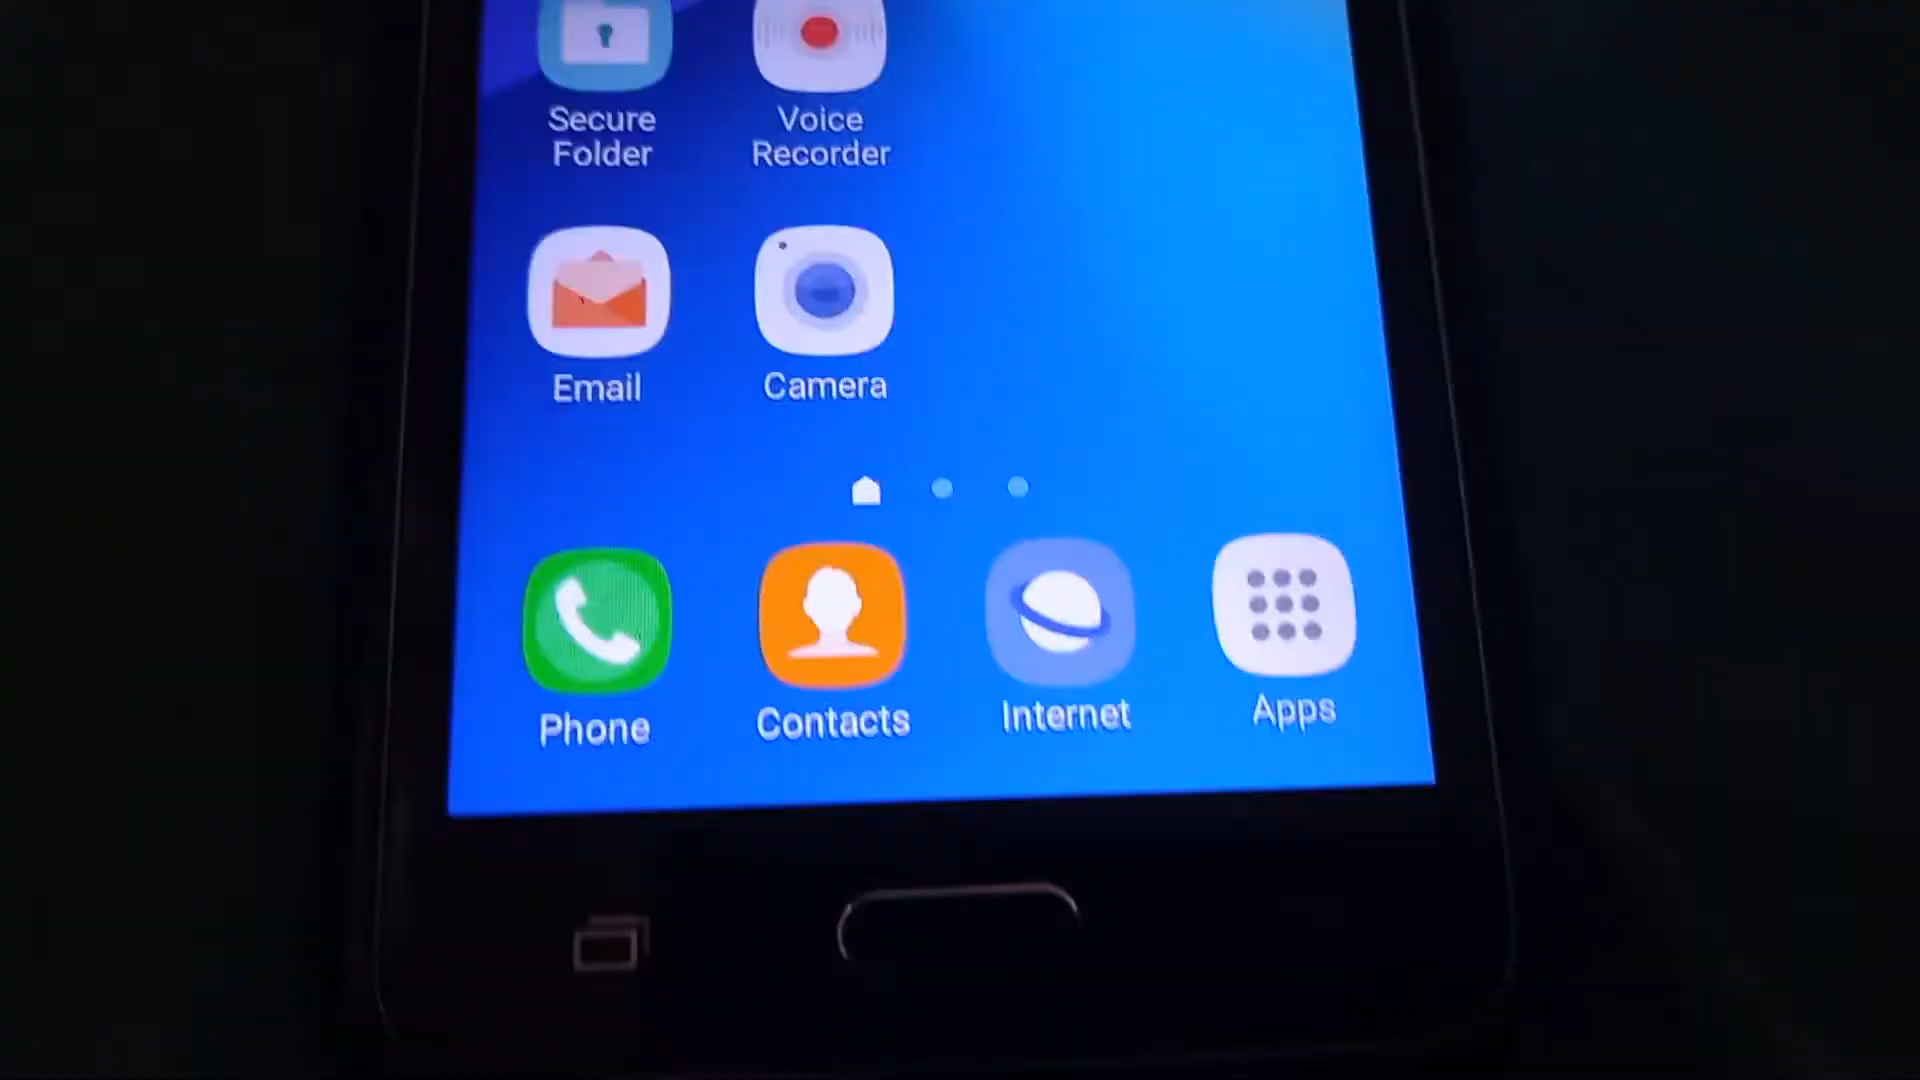 Secure
Folder
Voice
Recorder
Email
Camera
Phone
Contacts
Internet
Apps